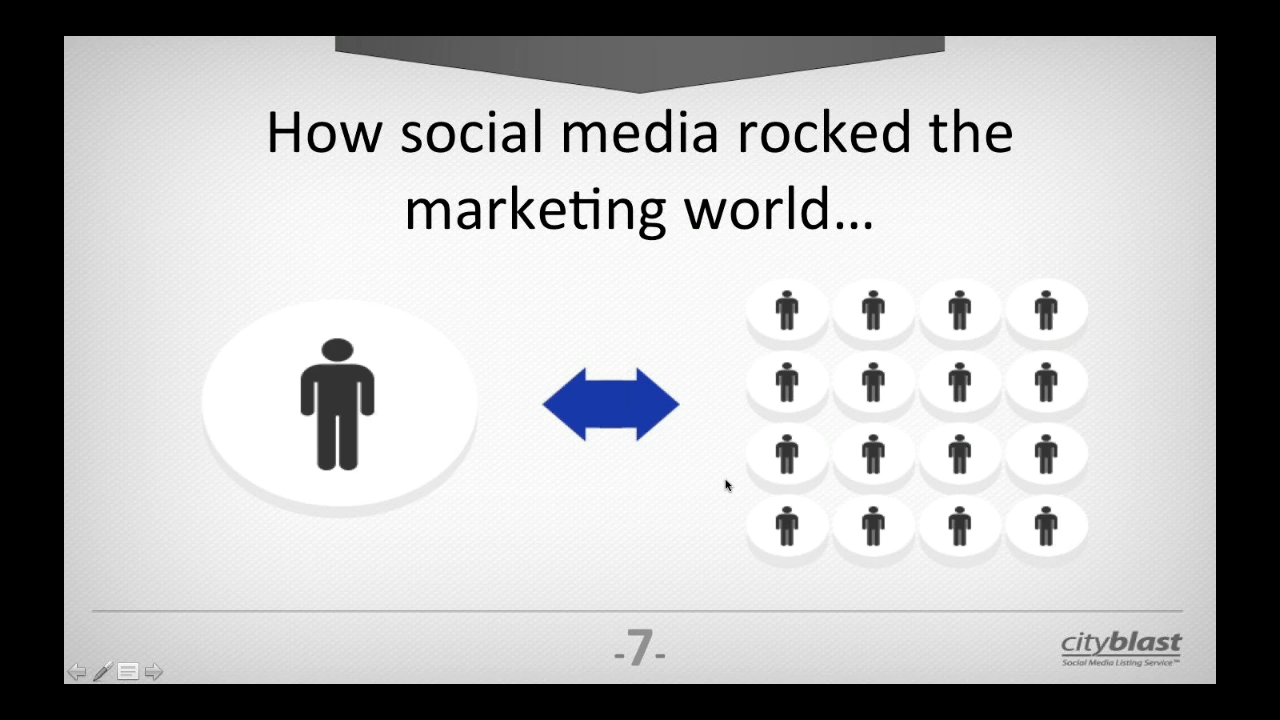 How social media rocked the
marketing world...
-7-
cityblast
Social Media Listing Service™